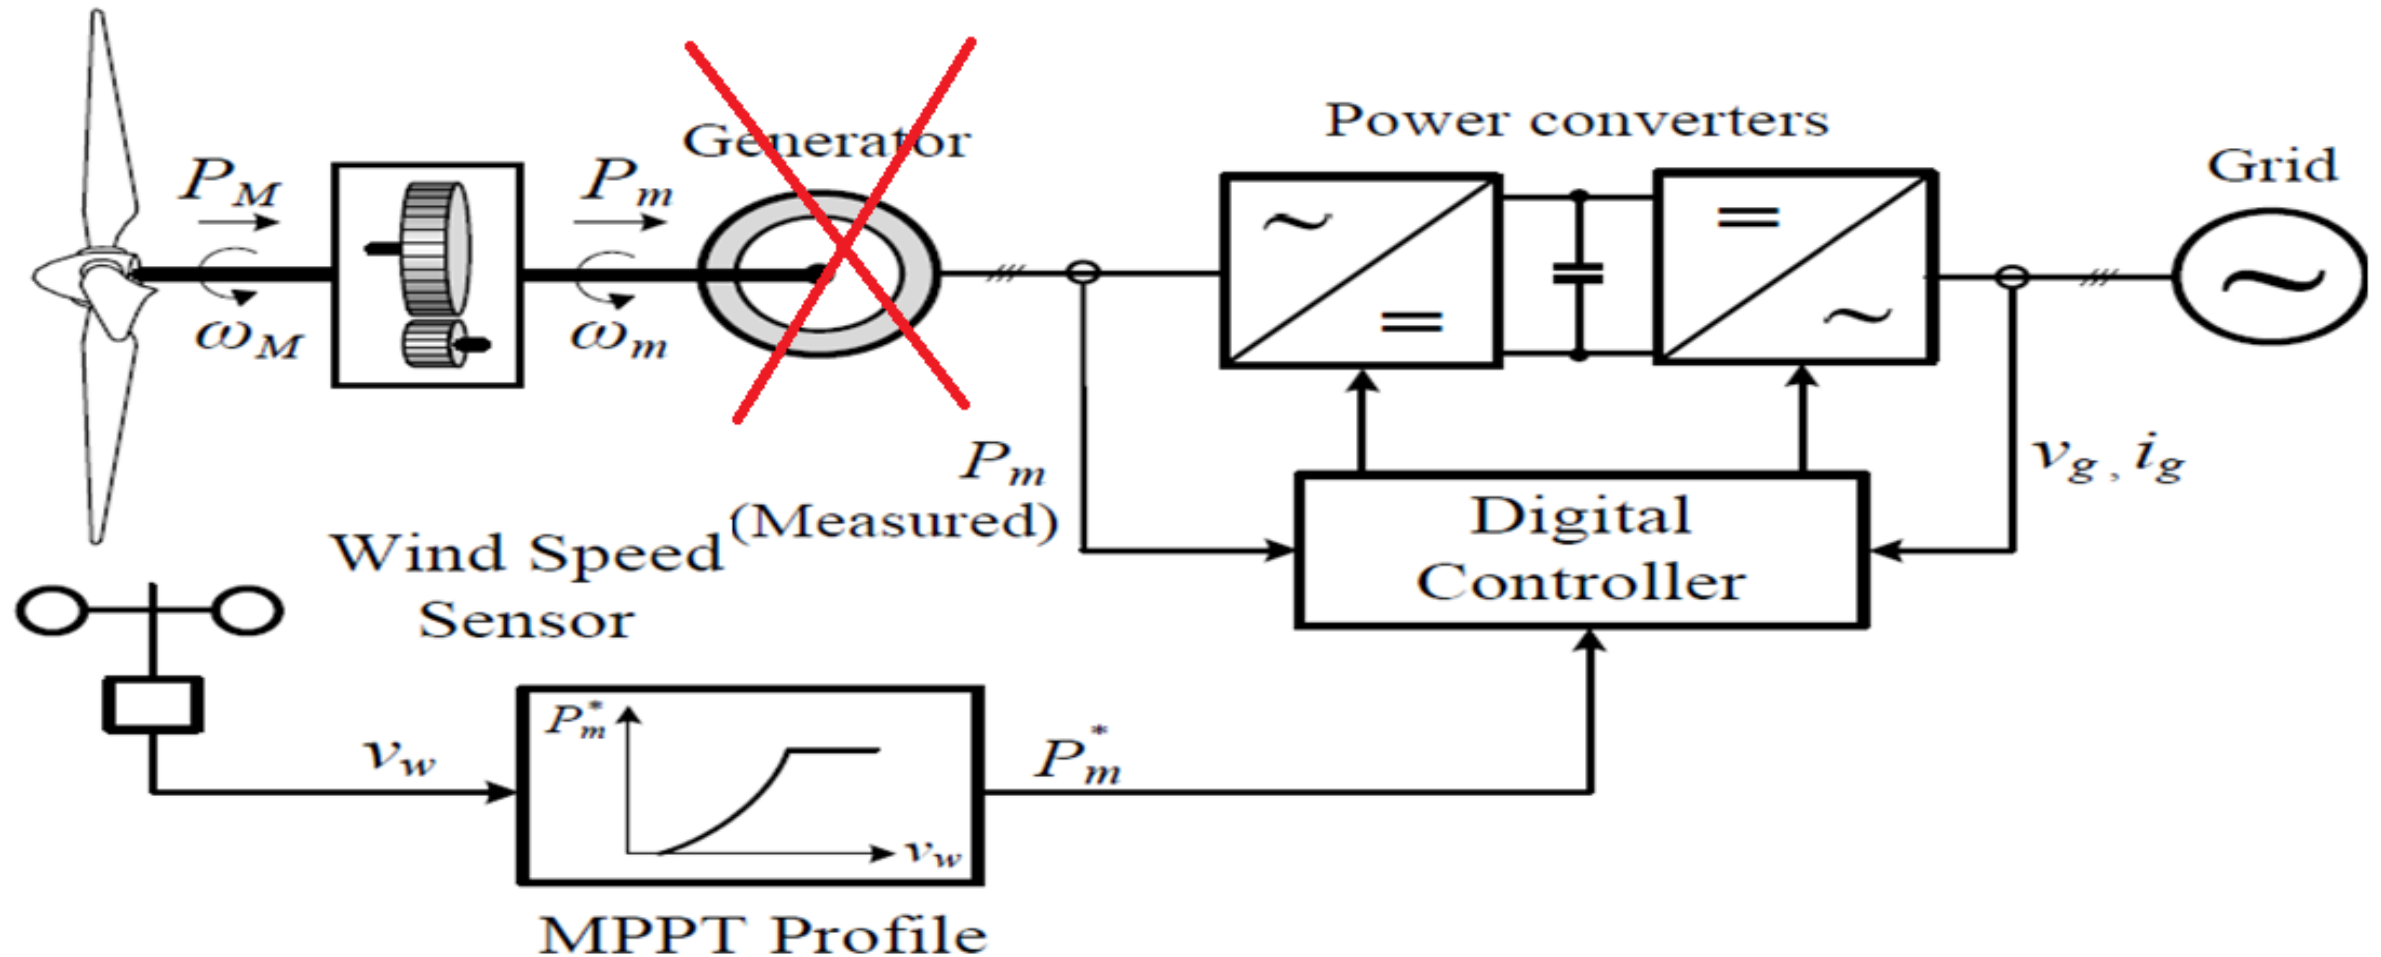 P_M
ω_M
P_m
ω_m
Generator
Power converters
~
=
=
~
Grid
~
P_m
(Measured)
Digital
Controller
v_g , i_g
Wind Speed
Sensor
v_w
P_m^*
v_w
P_m^*
MPPT Profile